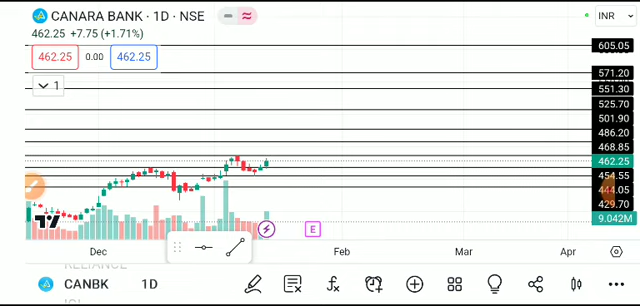 CANARA BANK · 1D · NSE
INR
462.25 +7.75 (+1.71%)
462.25 0.00 462.25
1
605.05
571.20
551.30
525.70
501.90
486.20
468.85
462.25
454.55
444.05
429.70
9.042M
E
Dec Feb Mar Apr
RELIANCE
CANBK 1D